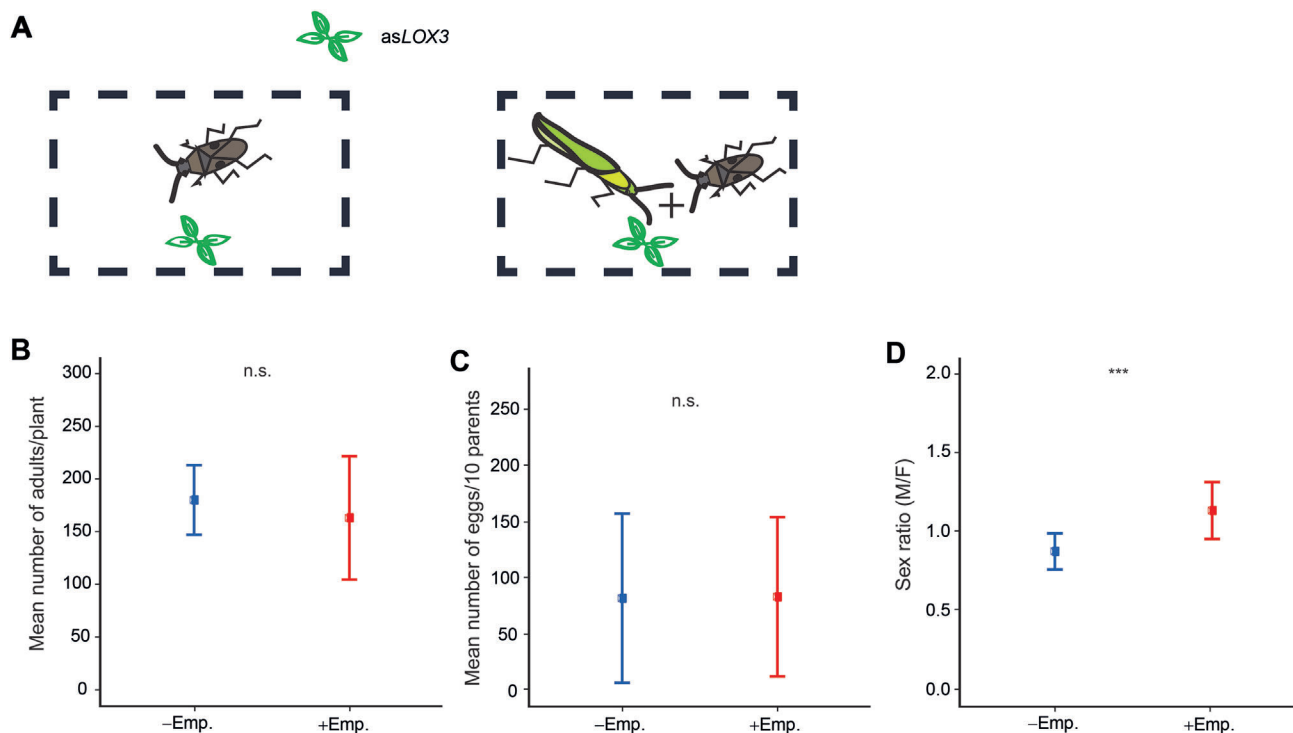 A
asLOX3
+
B
n.s.
Mean number of adults/plant
300
250
200
150
100
50
0
−Emp.
+Emp.
C
n.s.
Mean number of eggs/10 parents
250
200
150
100
50
0
−Emp.
+Emp.
D
***
Sex ratio (M/F)
2.0
1.5
1.0
0.5
0.0
−Emp.
+Emp.